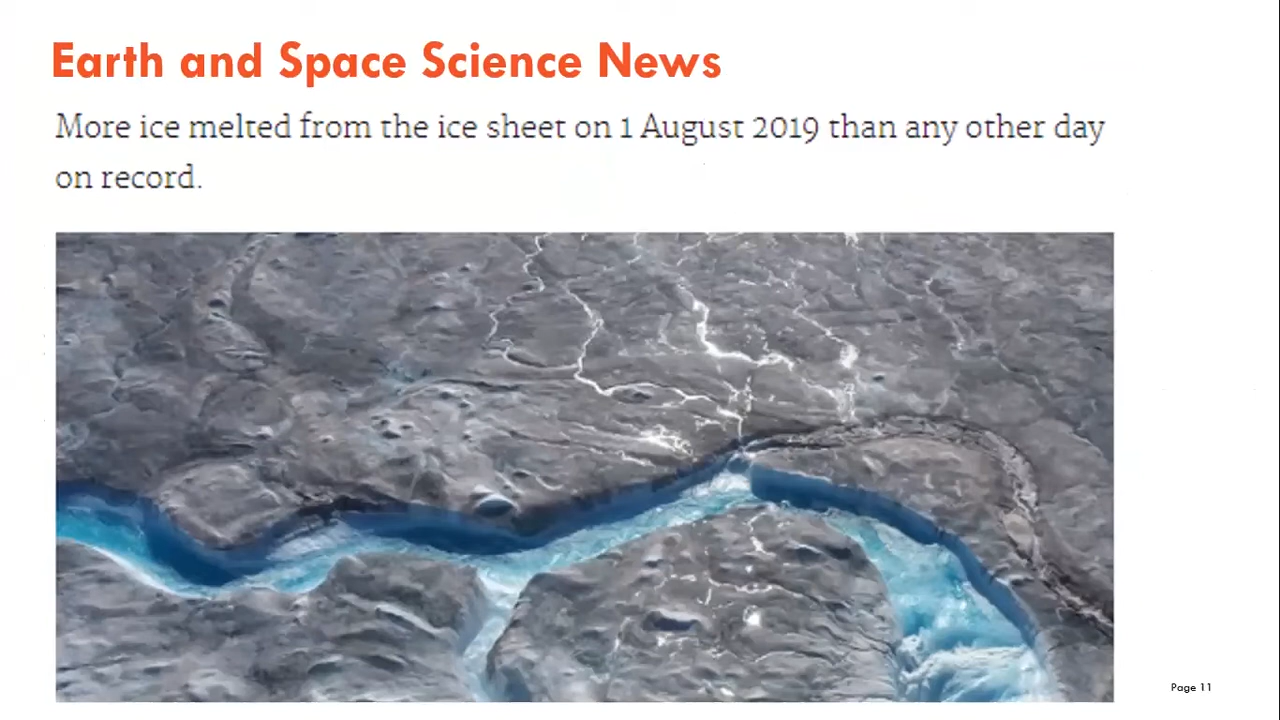 Earth and Space Science News
More ice melted from the ice sheet on 1 August 2019 than any other day
on record.
Page 11